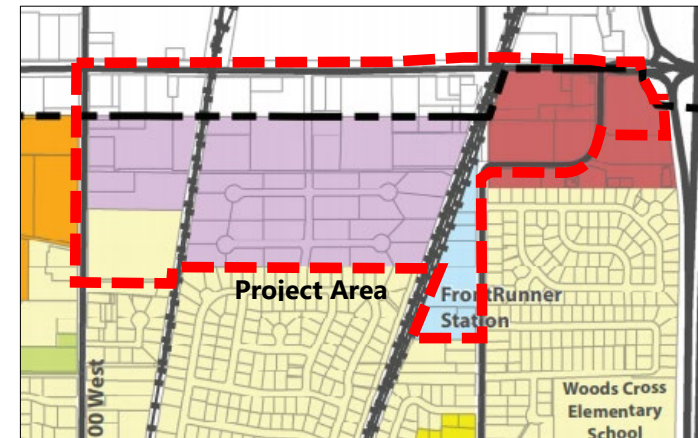 Project Area
FrontRunner
Station
00 West
Woods Cross
Elementary
School